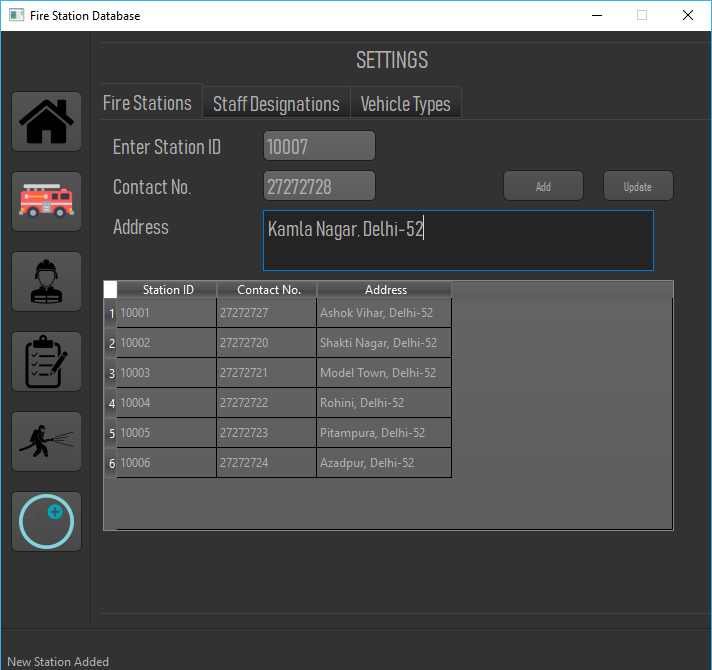 Fire Station Database
SETTINGS
Fire Stations Staff Designations Vehicle Types
Enter Station ID 10007
Contact No. 27272728 Add Update
Address Kamla Nagar, Delhi-52
Station ID Contact No. Address
1 10001 27272727 Ashok Vihar, Delhi-52
2 10002 27272720 Shakti Nagar, Delhi-52
3 10003 27272721 Model Town, Delhi-52
4 10004 27272722 Rohini, Delhi-52
5 10005 27272723 Pitampura, Delhi-52
6 10006 27272724 Azadpur, Delhi-52
New Station Added